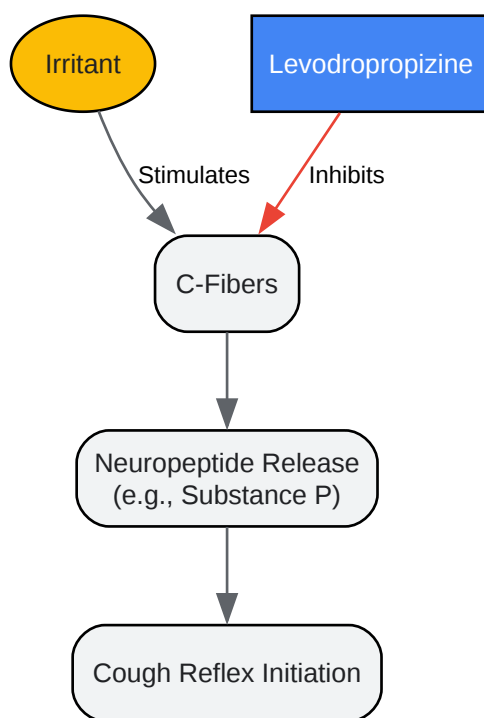 Irritant
Levodropropizine
Stimulates
Inhibits
C-Fibers
Neuropeptide Release
(e.g., Substance P)
Cough Reflex Initiation